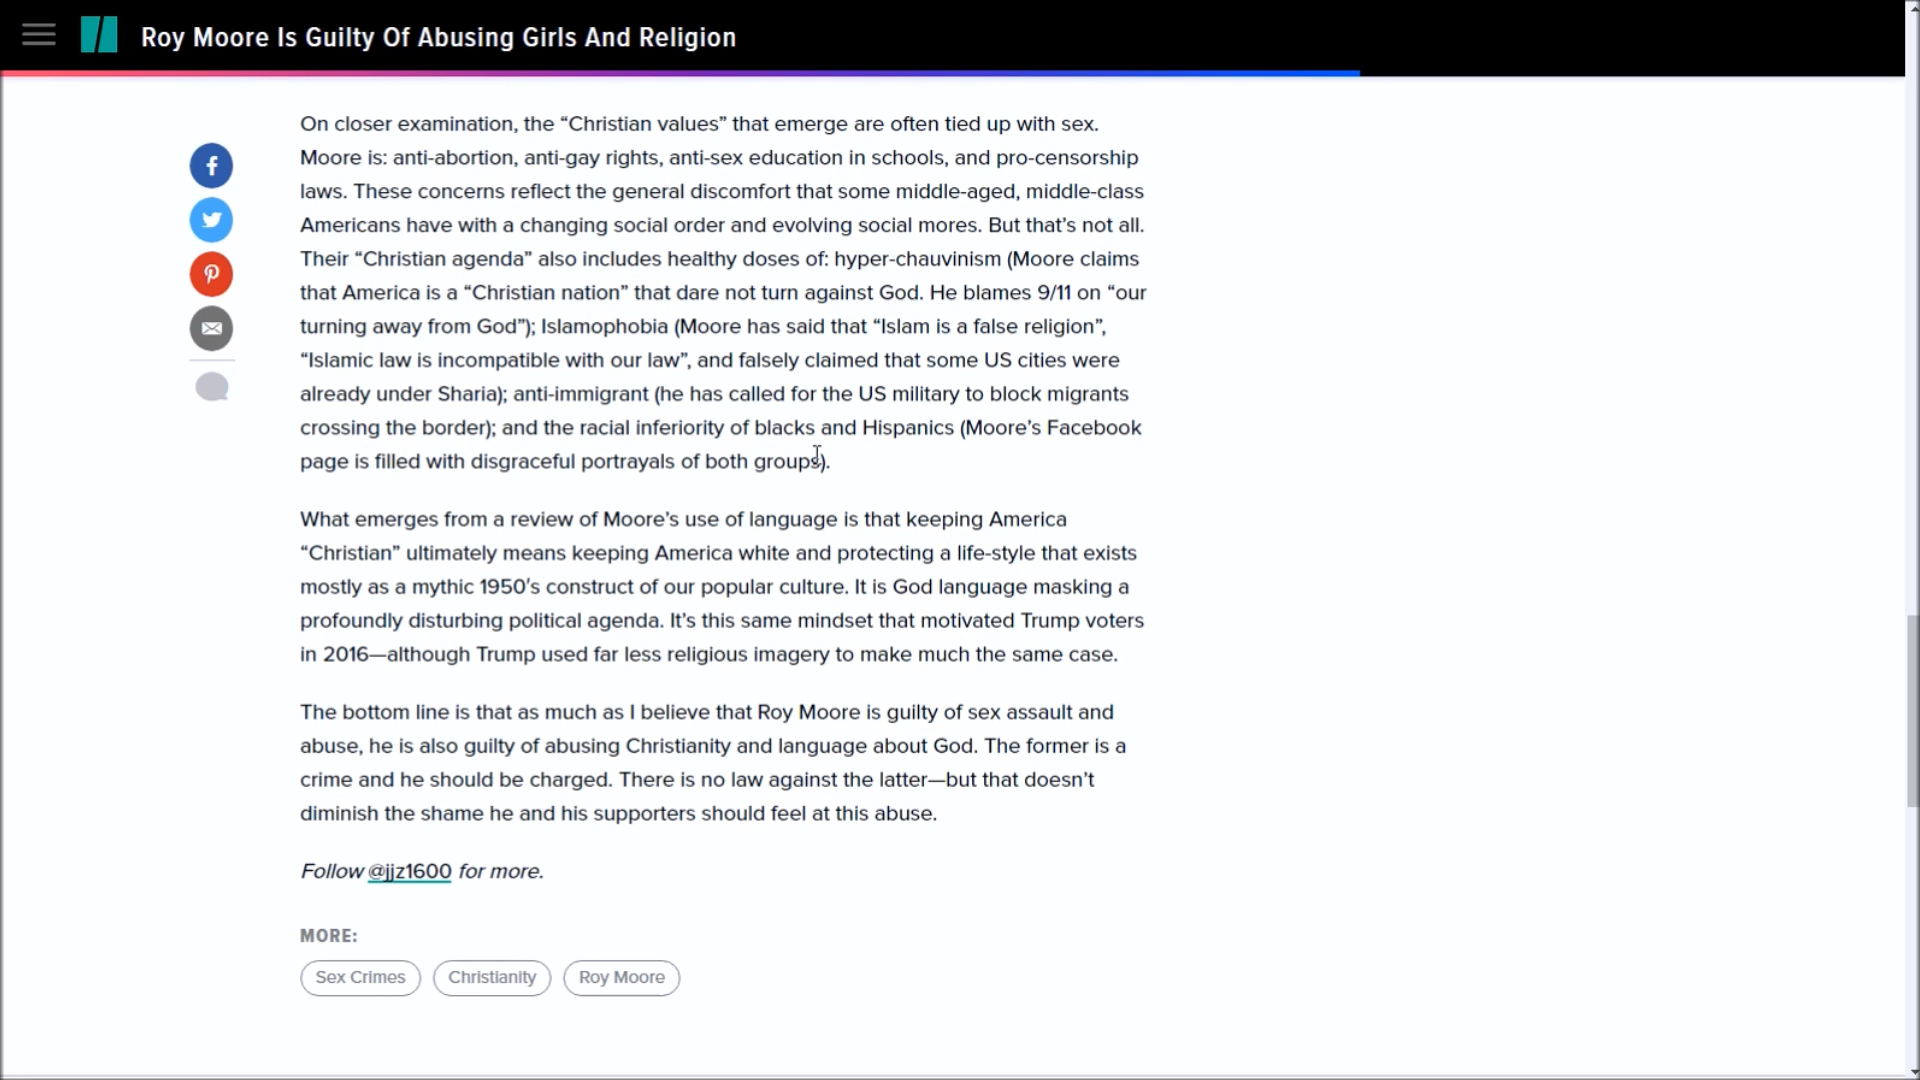 Roy Moore Is Guilty Of Abusing Girls And Religion
On closer examination, the “Christian values” that emerge are often tied up with sex.
Moore is: anti-abortion, anti-gay rights, anti-sex education in schools, and pro-censorship
laws. These concerns reflect the general discomfort that some middle-aged, middle-class
Americans have with a changing social order and evolving social mores. But that’s not all.
Their “Christian agenda” also includes healthy doses of: hyper-chauvinism (Moore claims
that America is a “Christian nation” that dare not turn against God. He blames 9/11 on “our
turning away from God”); Islamophobia (Moore has said that “Islam is a false religion”,
“Islamic law is incompatible with our law”, and falsely claimed that some US cities were
already under Sharia); anti-immigrant (he has called for the US military to block migrants
crossing the border); and the racial inferiority of blacks and Hispanics (Moore’s Facebook
page is filled with disgraceful portrayals of both groups).
What emerges from a review of Moore’s use of language is that keeping America
“Christian” ultimately means keeping America white and protecting a life-style that exists
mostly as a mythic 1950′s construct of our popular culture. It is God language masking a
profoundly disturbing political agenda. It’s this same mindset that motivated Trump voters
in 2016—although Trump used far less religious imagery to make much the same case.
The bottom line is that as much as I believe that Roy Moore is guilty of sex assault and
abuse, he is also guilty of abusing Christianity and language about God. The former is a
crime and he should be charged. There is no law against the latter—but that doesn’t
diminish the shame he and his supporters should feel at this abuse.
Follow @jjz1600 for more.
MORE:
Sex Crimes Christianity Roy Moore